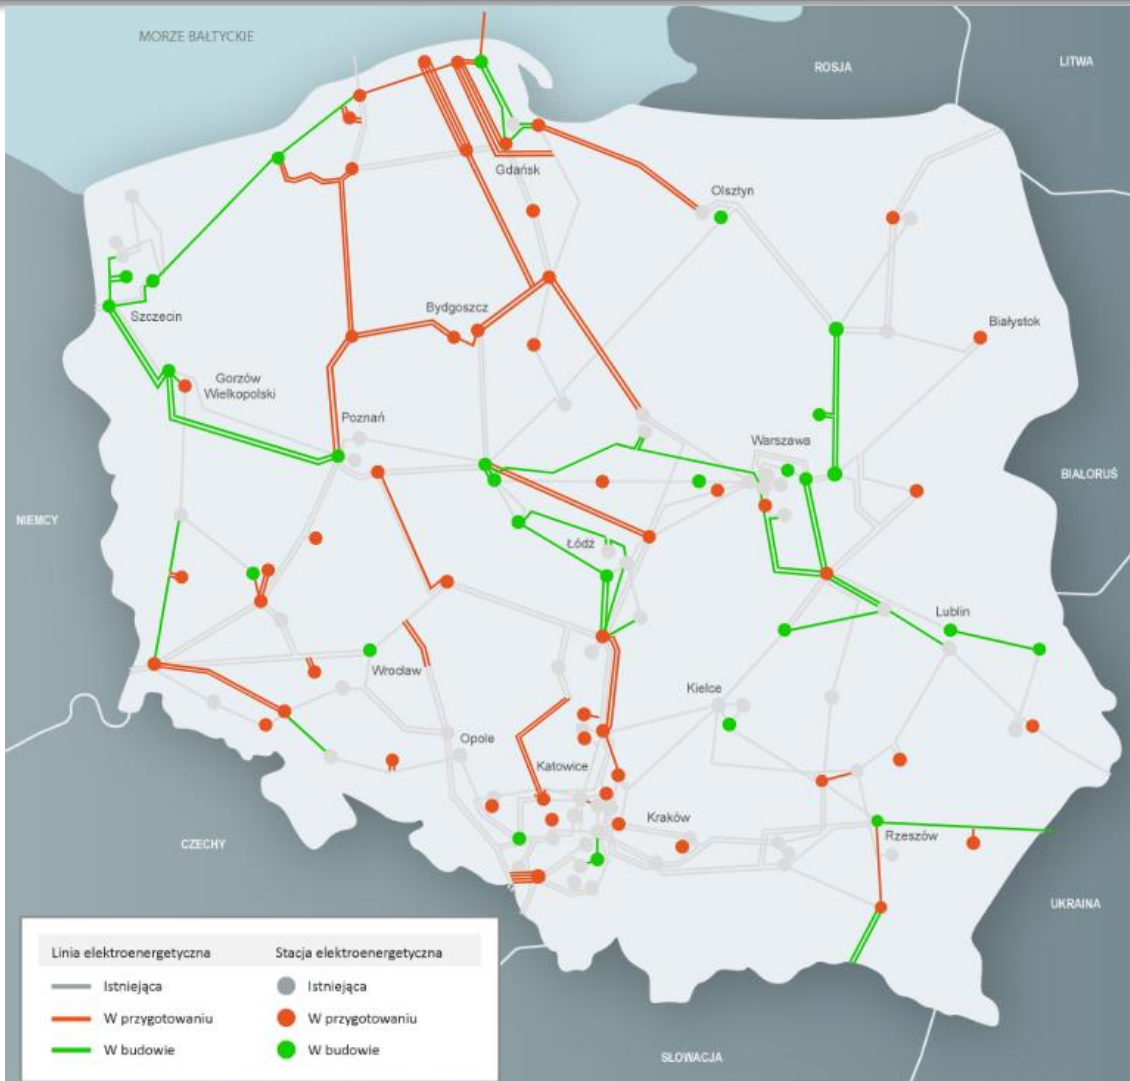 MORZE BAŁTYCKIE
ROSJA
LITWA
Gdańsk
Olsztyn
Szczecin
Bydgoszcz
Białystok
Gorzów
Wielkopolski
Poznań
Warszawa
BIAŁORUŚ
NIEMCY
Łódź
Lublin
Wrocław
Kielce
Opole
Katowice
Kraków
Rzeszów
CZECHY
UKRAINA
SŁOWACJA
Linia elektroenergetyczna
Stacja elektroenergetyczna
Istniejąca
Istniejąca
W przygotowaniu
W przygotowaniu
W budowie
W budowie